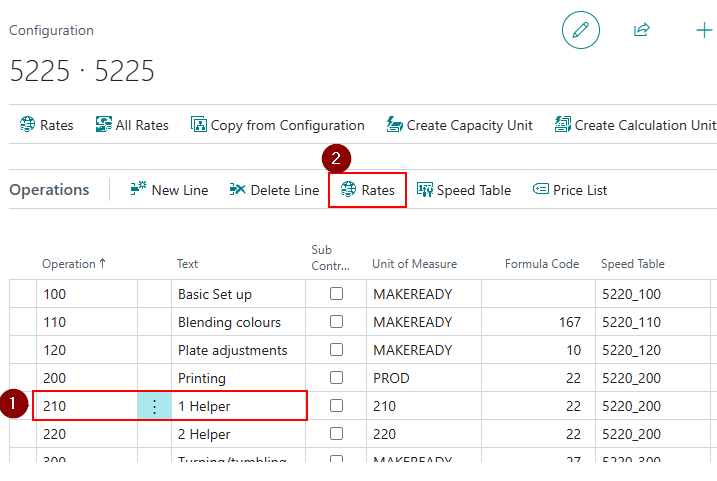 Configuration
5225 · 5225
Rates All Rates Copy from Configuration Create Capacity Unit Create Calculation Unit
2
Operations New Line Delete Line Rates Speed Table Price List
Operation ↑ Text Sub Contr... Unit of Measure Formula Code Speed Table
100 Basic Set up MAKEREADY 5220_100
110 Blending colours MAKEREADY 167 5220_110
120 Plate adjustments MAKEREADY 10 5220_120
200 Printing PROD 22 5220_200
1 210 1 Helper 210 22 5220_200
220 2 Helper 220 22 5220_200
300 Turning/tumbling MAKEREADY 27 5220_300